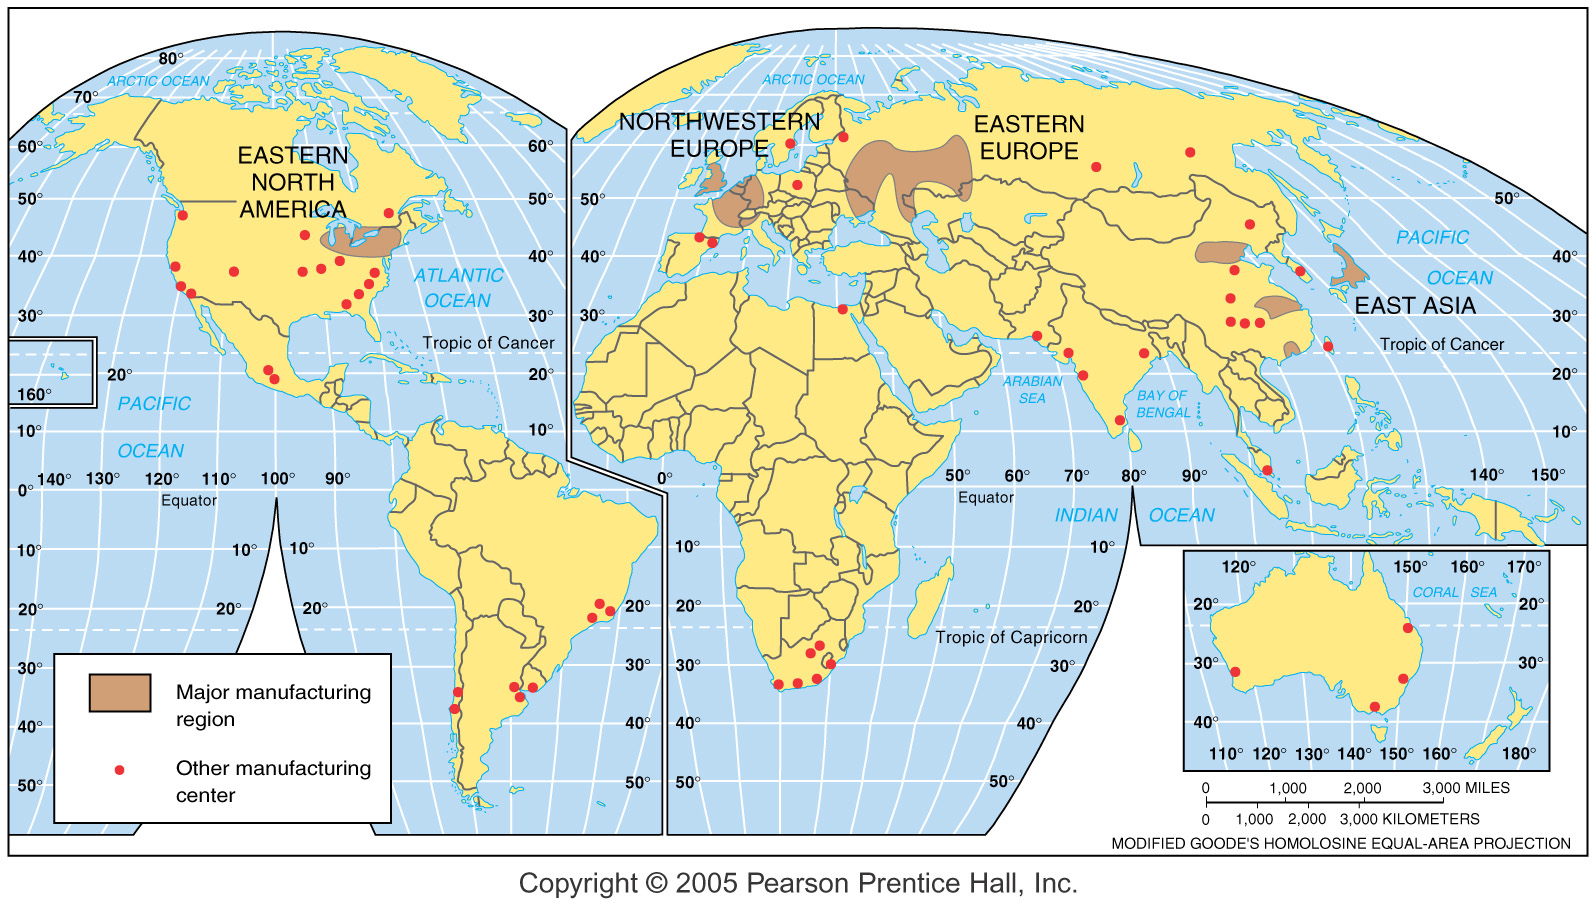 80°
ARCTIC OCEAN
70°
60°
50°
40°
30°
EASTERN
NORTH
AMERICA
ATLANTIC
OCEAN
60°
50°
40°
30°
Tropic of Cancer
20°
10°
160°
20°
PACIFIC
OCEAN
10°
0°
140°
130°
120°
110°
100°
90°
Equator
10°
20°
30°
40°
50°
10°
20°
10°
20°
20°
30°
40°
50°
NORTHWESTERN
EUROPE
ARCTIC OCEAN
EASTERN
EUROPE
60°
50°
40°
30°
50°
PACIFIC
OCEAN
40°
EAST ASIA
30°
Tropic of Cancer
20°
10°
ARABIAN
SEA
BAY OF
BENGAL
0°
50°
60°
70°
80°
90°
140°
150°
Equator
INDIAN
OCEAN
10°
10°
20°
20°
Tropic of Capricorn
30°
30°
40°
40°
50°
50°
120°
150°
160°
170°
CORAL SEA
20°
20°
30°
30°
40°
110°
120°
130°
140°
150°
160°
180°
Major manufacturing
region
Other manufacturing
center
0
1,000
2,000
3,000 MILES
0
1,000
2,000
3,000 KILOMETERS
MODIFIED GOODE'S HOMOLOSINE EQUAL-AREA PROJECTION
Copyright © 2005 Pearson Prentice Hall, Inc.